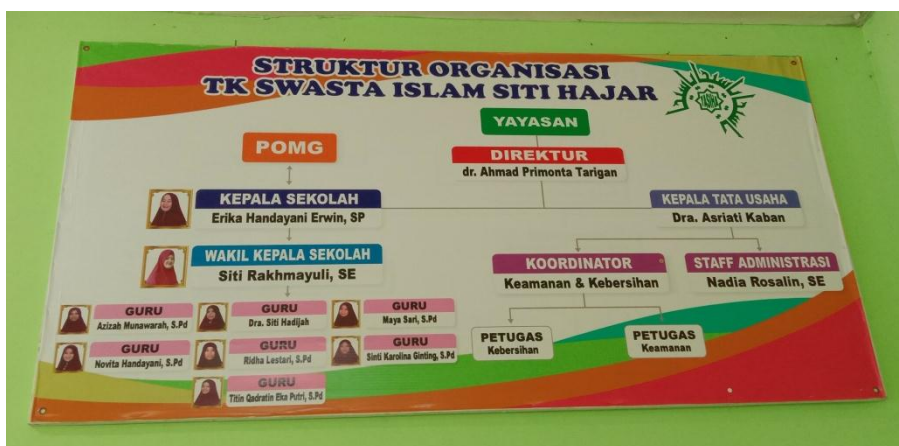 STRUKTUR ORGANISASI
TK SWASTA ISLAM SITI HAJAR
YASIHA
YAYASAN
POMG
DIREKTUR
dr. Ahmad Primonta Tarigan
KEPALA SEKOLAH
Erika Handayani Erwin, SP
KEPALA TATA USAHA
Dra. Asriati Kaban
WAKIL KEPALA SEKOLAH
Siti Rakhmayuli, SE
KOORDINATOR
Keamanan & Kebersihan
STAFF ADMINISTRASI
Nadia Rosalin, SE
GURU
Azizah Munawarah, S.Pd
GURU
Dra. Siti Hadijah
GURU
Maya Sari, S.Pd
GURU
Novita Handayani, S.Pd
GURU
Ridha Lestari, S.Pd
GURU
Sinti Karolina Ginting, S.Pd
GURU
Titin Qadratin Eka Putri, S.Pd
PETUGAS
Kebersihan
PETUGAS
Keamanan